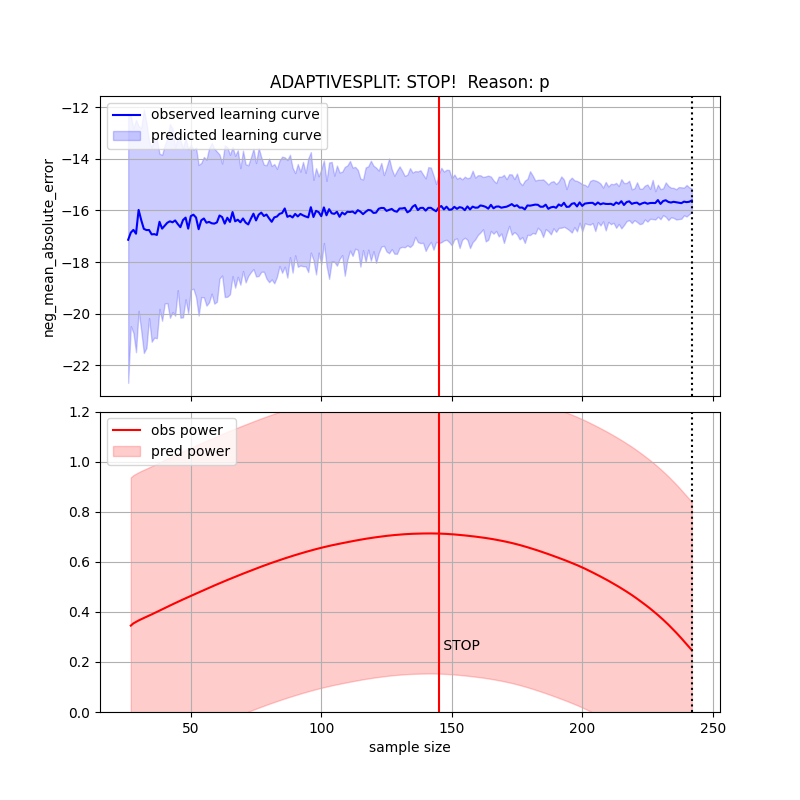 ADAPTIVESPLIT: STOP!  Reason: p
observed learning curve
predicted learning curve
neg_mean_absolute_error
−12
−14
−16
−18
−20
−22
obs power
pred power
1.2
1.0
0.8
0.6
0.4
0.2
0.0
STOP
50
100
150
200
250
sample size